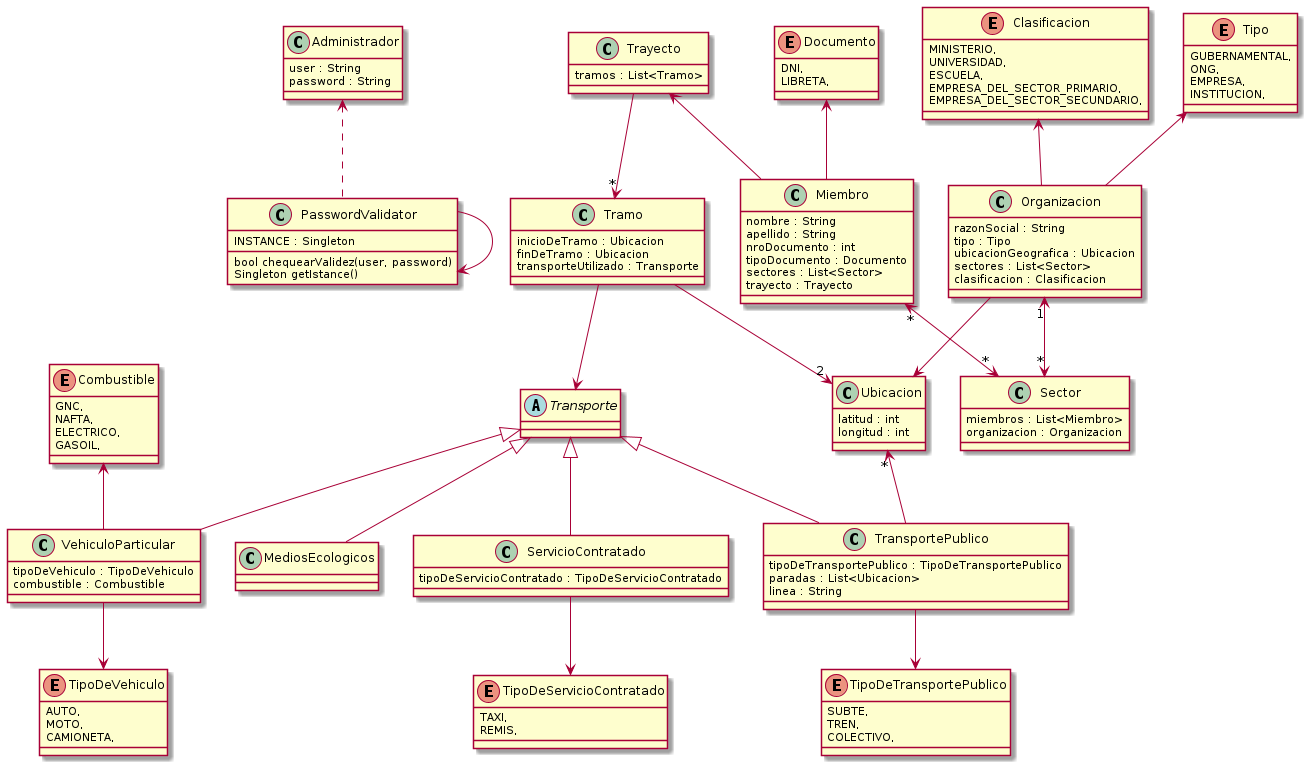 C Administrador
user : String
password : String
C Trayecto
tramos : List<Tramo>
E Documento
DNI,
LIBRETA,
E Clasificacion
MINISTERIO,
UNIVERSIDAD,
ESCUELA,
EMPRESA_DEL_SECTOR_PRIMARIO,
EMPRESA_DEL_SECTOR_SECUNDARIO,
E Tipo
GUBERNAMENTAL,
ONG,
EMPRESA,
INSTITUCION,
*
C PasswordValidator
INSTANCE : Singleton
bool chequearValidez(user, password)
Singleton getIstance()
C Tramo
inicioDeTramo : Ubicacion
finDeTramo : Ubicacion
transporteUtilizado : Transporte
C Miembro
nombre : String
apellido : String
nroDocumento : int
tipoDocumento : Documento
sectores : List<Sector>
trayecto : Trayecto
C Organizacion
razonSocial : String
tipo : Tipo
ubicacionGeografica : Ubicacion
sectores : List<Sector>
clasificacion : Clasificacion
*
1
2
*
*
E Combustible
GNC,
NAFTA,
ELECTRICO,
GASOIL,
A Transporte
C Ubicacion
latitud : int
longitud : int
C Sector
miembros : List<Miembro>
organizacion : Organizacion
*
C VehiculoParticular
tipoDeVehiculo : TipoDeVehiculo
combustible : Combustible
C MediosEcologicos
C ServicioContratado
tipoDeServicioContratado : TipoDeServicioContratado
C TransportePublico
tipoDeTransportePublico : TipoDeTransportePublico
paradas : List<Ubicacion>
linea : String
E TipoDeVehiculo
AUTO,
MOTO,
CAMIONETA,
E TipoDeServicioContratado
TAXI,
REMIS,
E TipoDeTransportePublico
SUBTE,
TREN,
COLECTIVO,